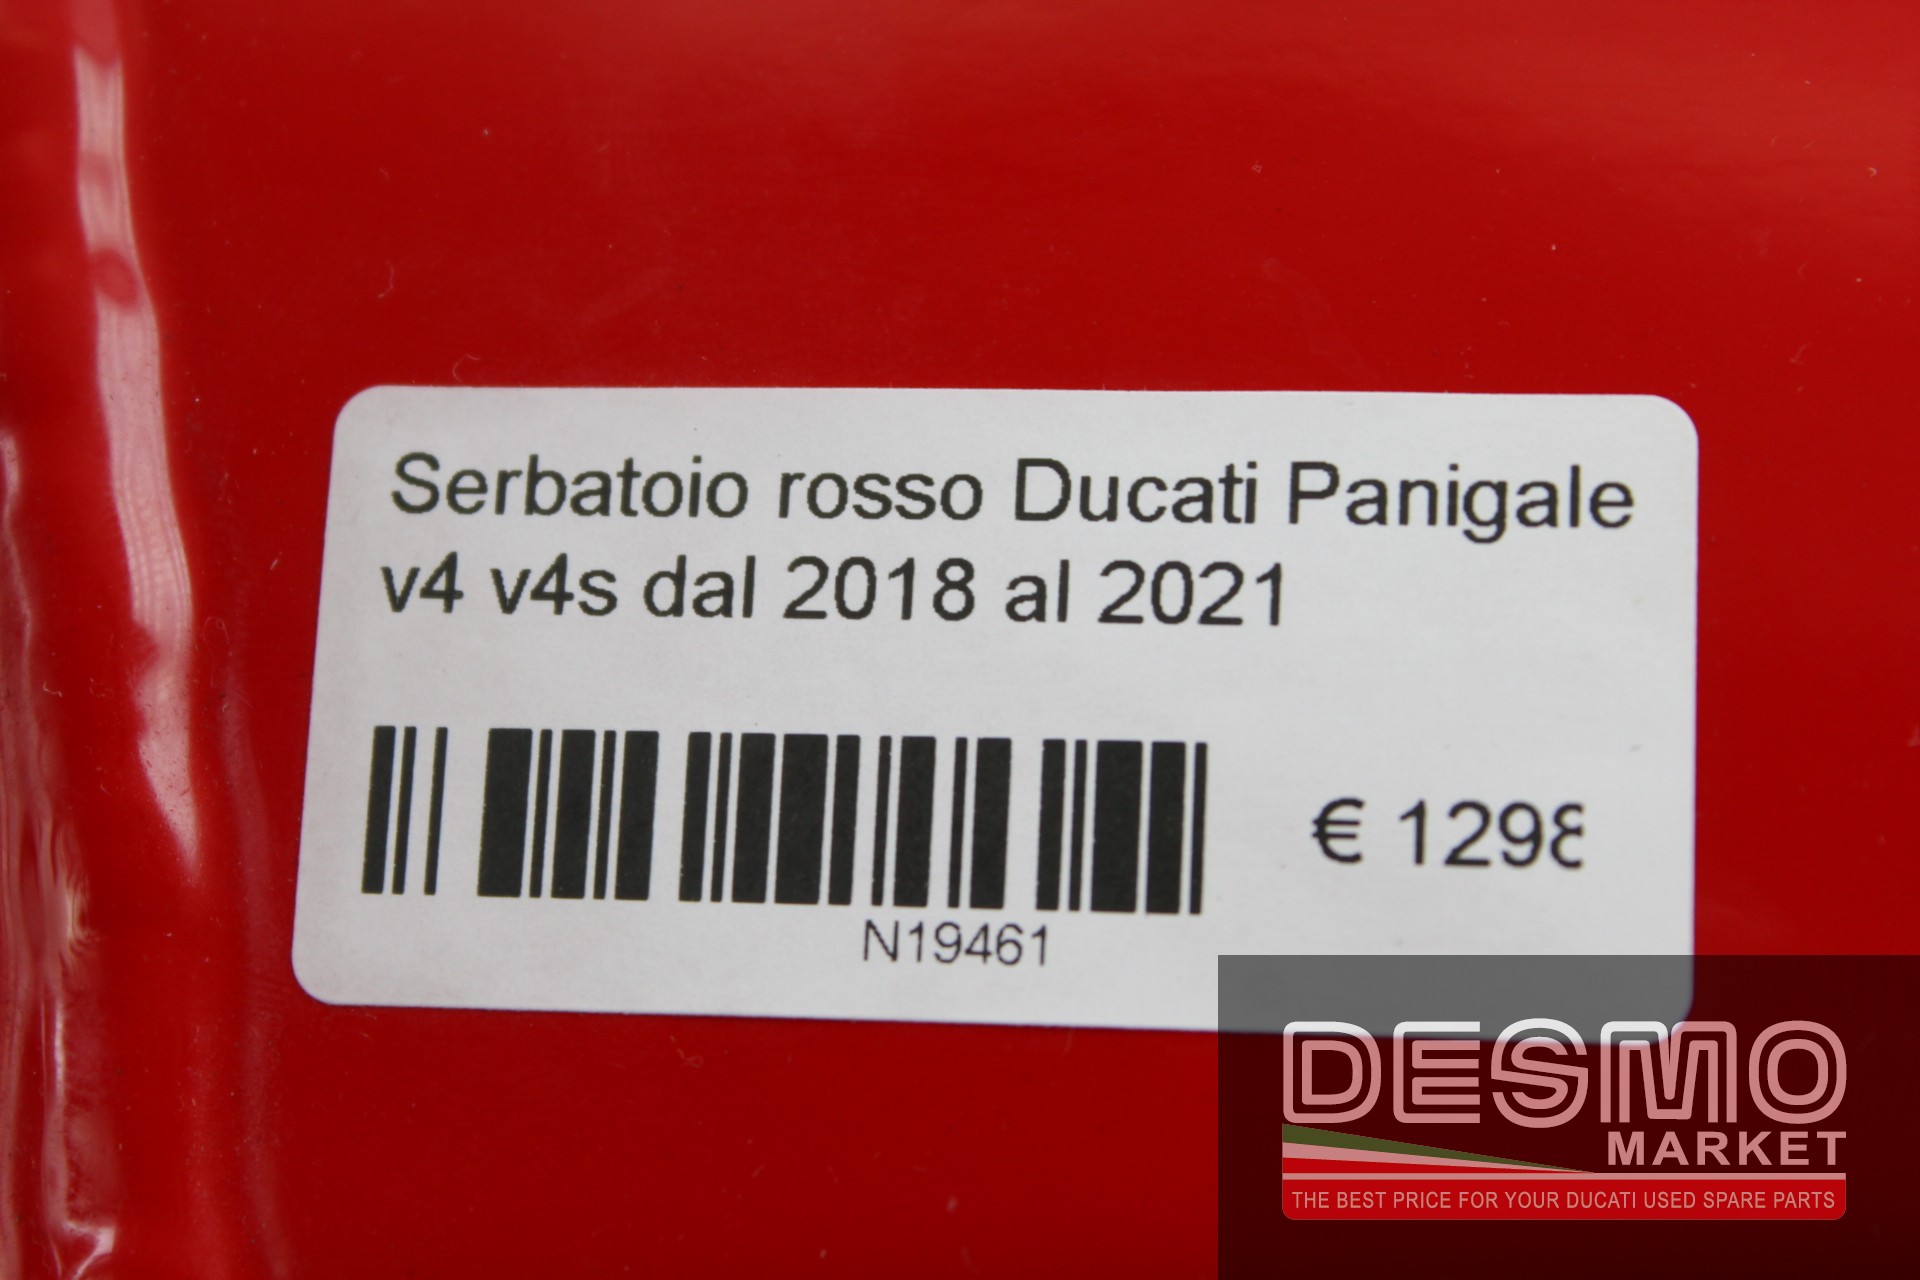 Serbatoio rosso Ducati Panigale
v4 v4s dal 2018 al 2021
€ 1298
N19461
DESMO
MARKET
THE BEST PRICE FOR YOUR DUCATI USED SPARE PARTS